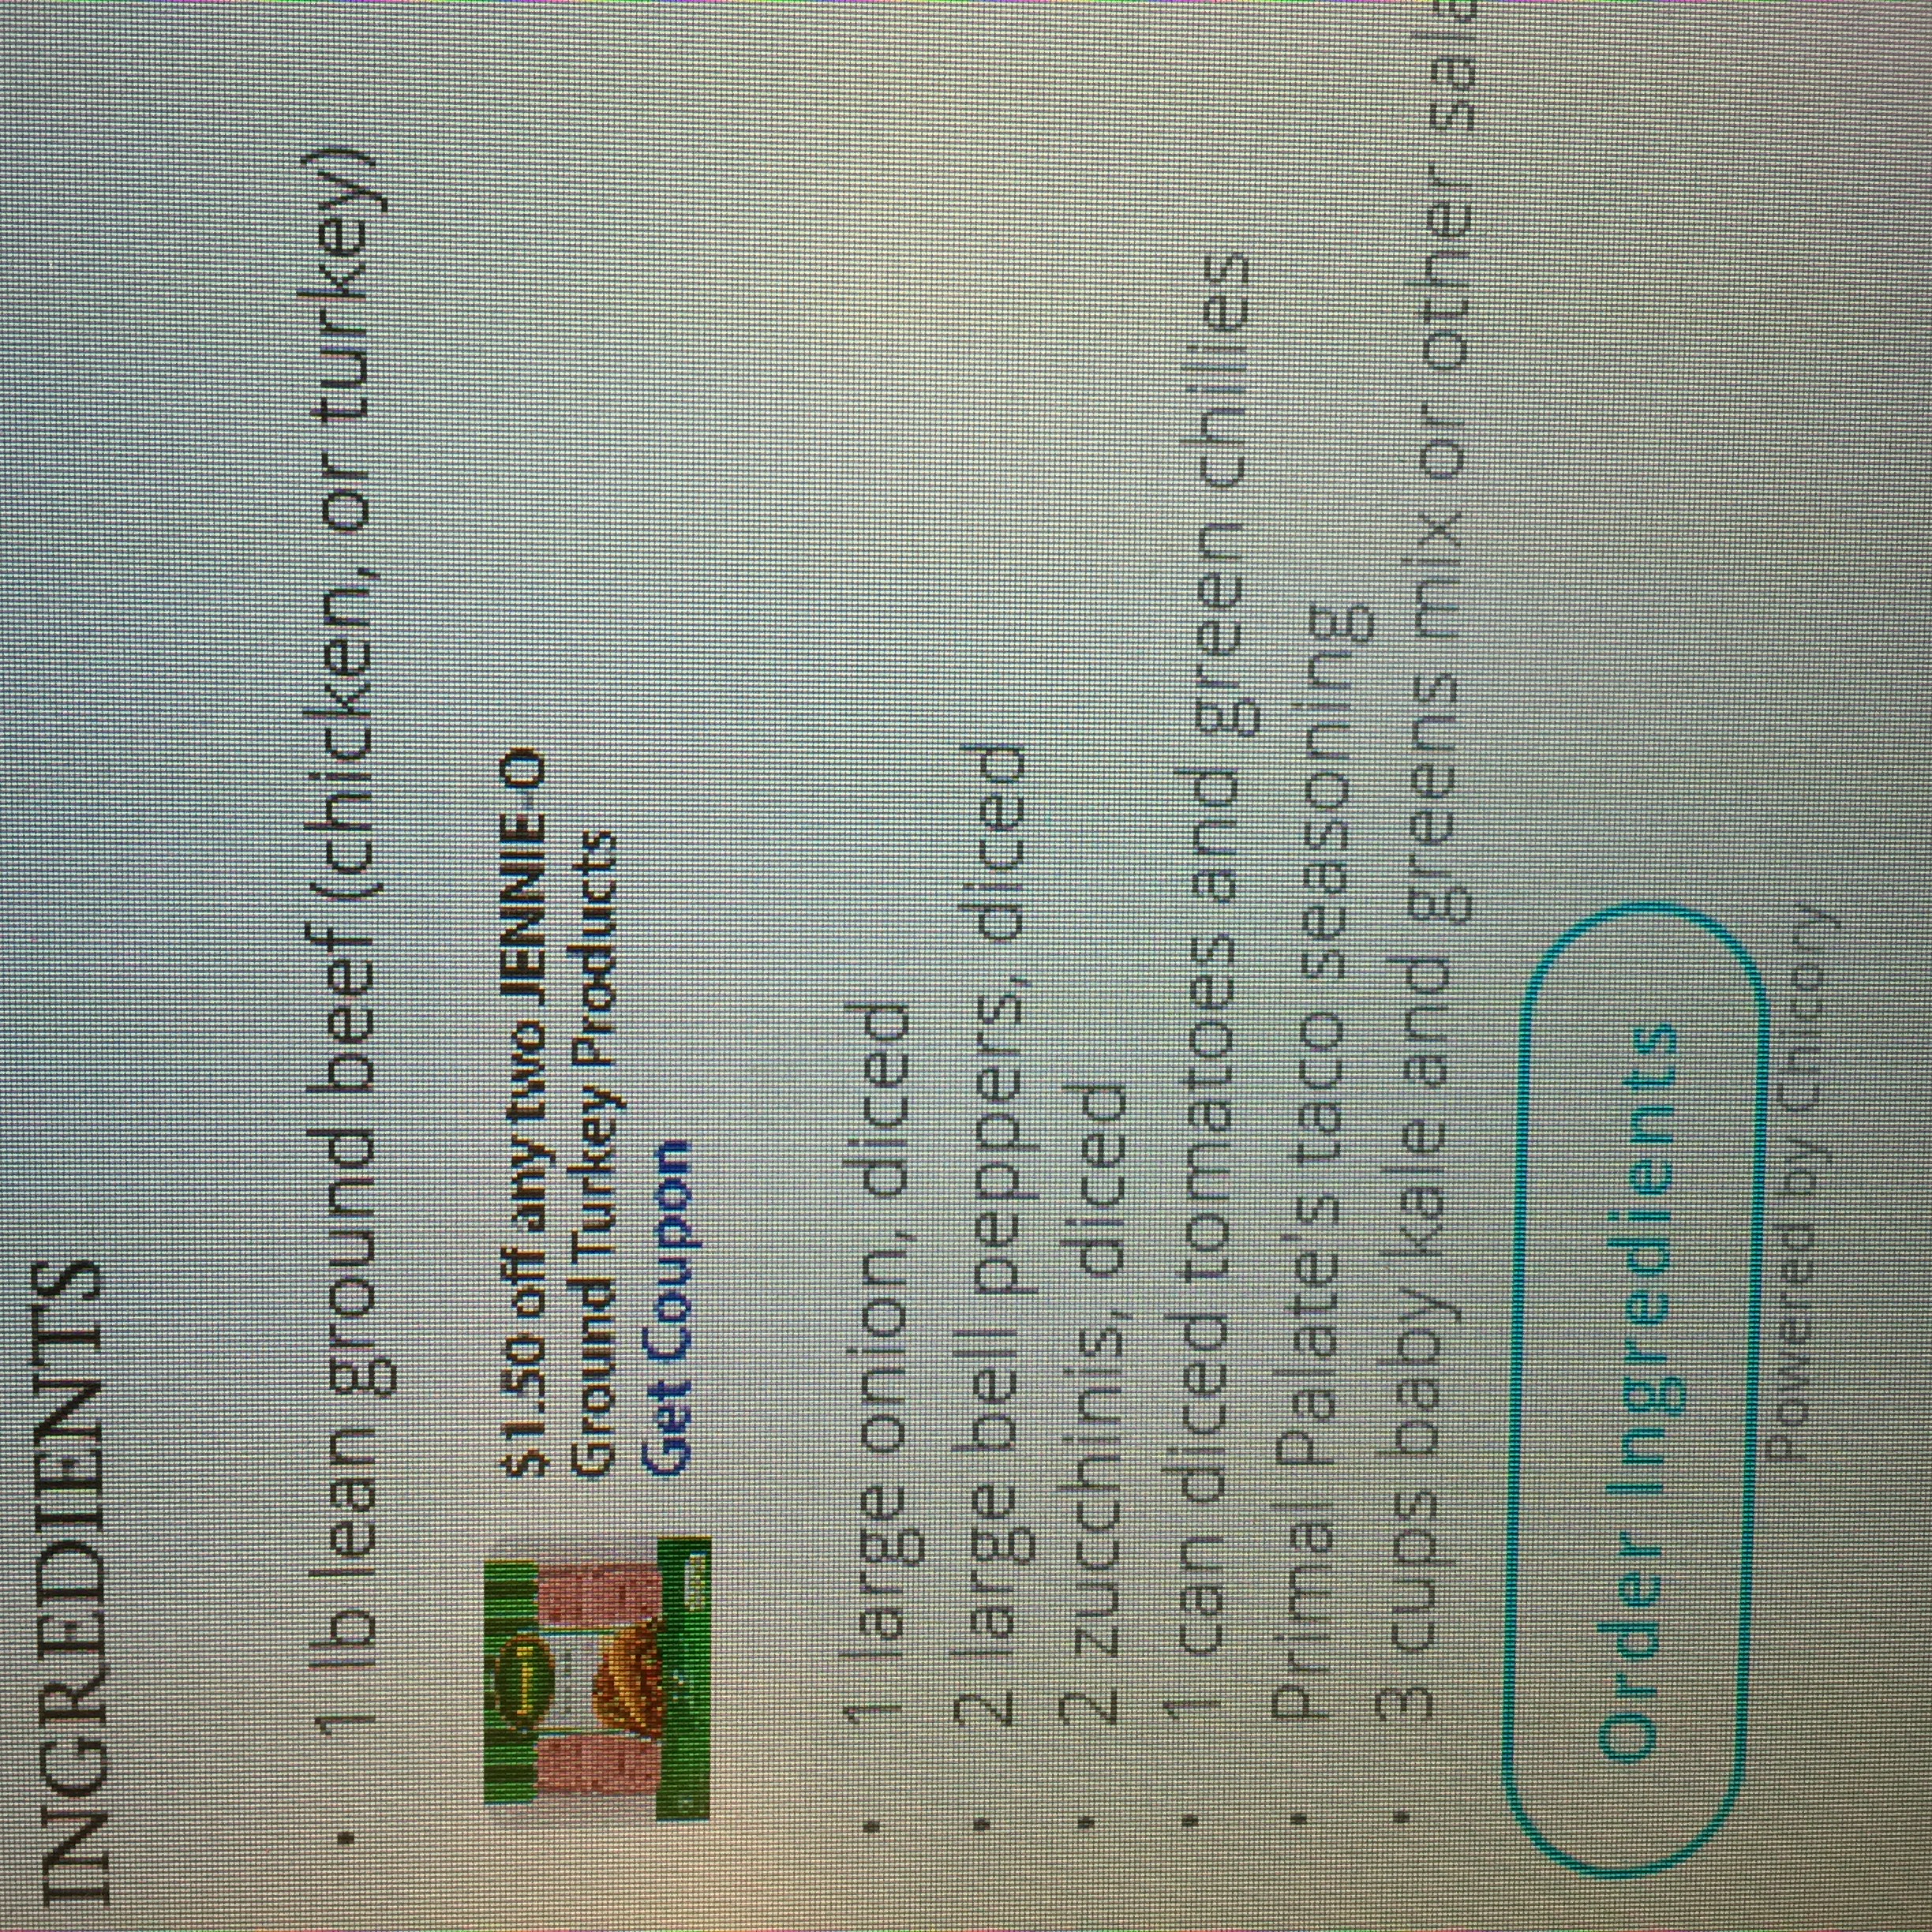 INGREDIENTS
• 1 lb lean ground beef (chicken, or turkey)
$1.50 off any two JENNIE-O
Ground Turkey Products
Get Coupon
• 1 large onion, diced
• 2 large bell peppers, diced
• 2 zucchinis, diced
• 1 can diced tomatoes and green chilies
• Primal Palate's taco seasoning
• 3 cups baby kale and greens mix or other sala
Order Ingredients
Powered by Chicory